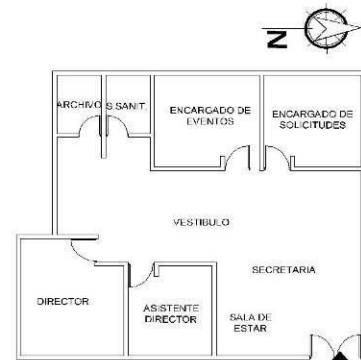 N
ARCHIVO
S.SANIT.
ENCARGADO DE
EVENTOS
ENCARGADO DE
SOLICITUDES
VESTIBULO
SECRETARIA
DIRECTOR
ASISTENTE
DIRECTOR
SALA DE
ESTAR